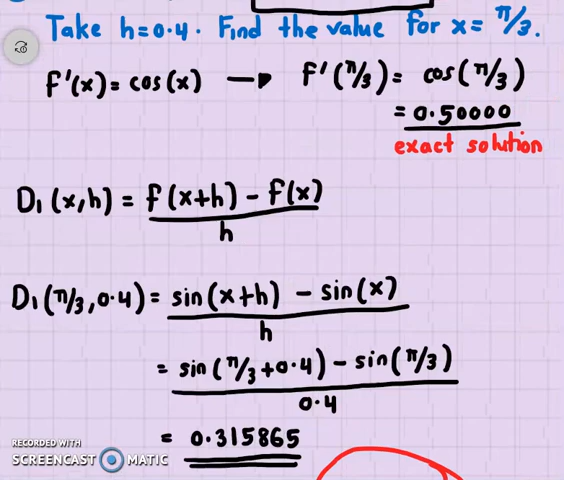 Take h=0.4. Find the value for x= π/3.
f'(x)= cos(x) → f'(π/3)= cos(π/3)
= 0.50000
exact solution
D₁(x,h) = f(x+h) - f(x)
h
D₁(π/3,0.4)= sin(x+h) - sin(x)
h
= sin(π/3+0.4) - sin(π/3)
0.4
= 0.315865
RECORDED WITH
SCREENCAST MATIC